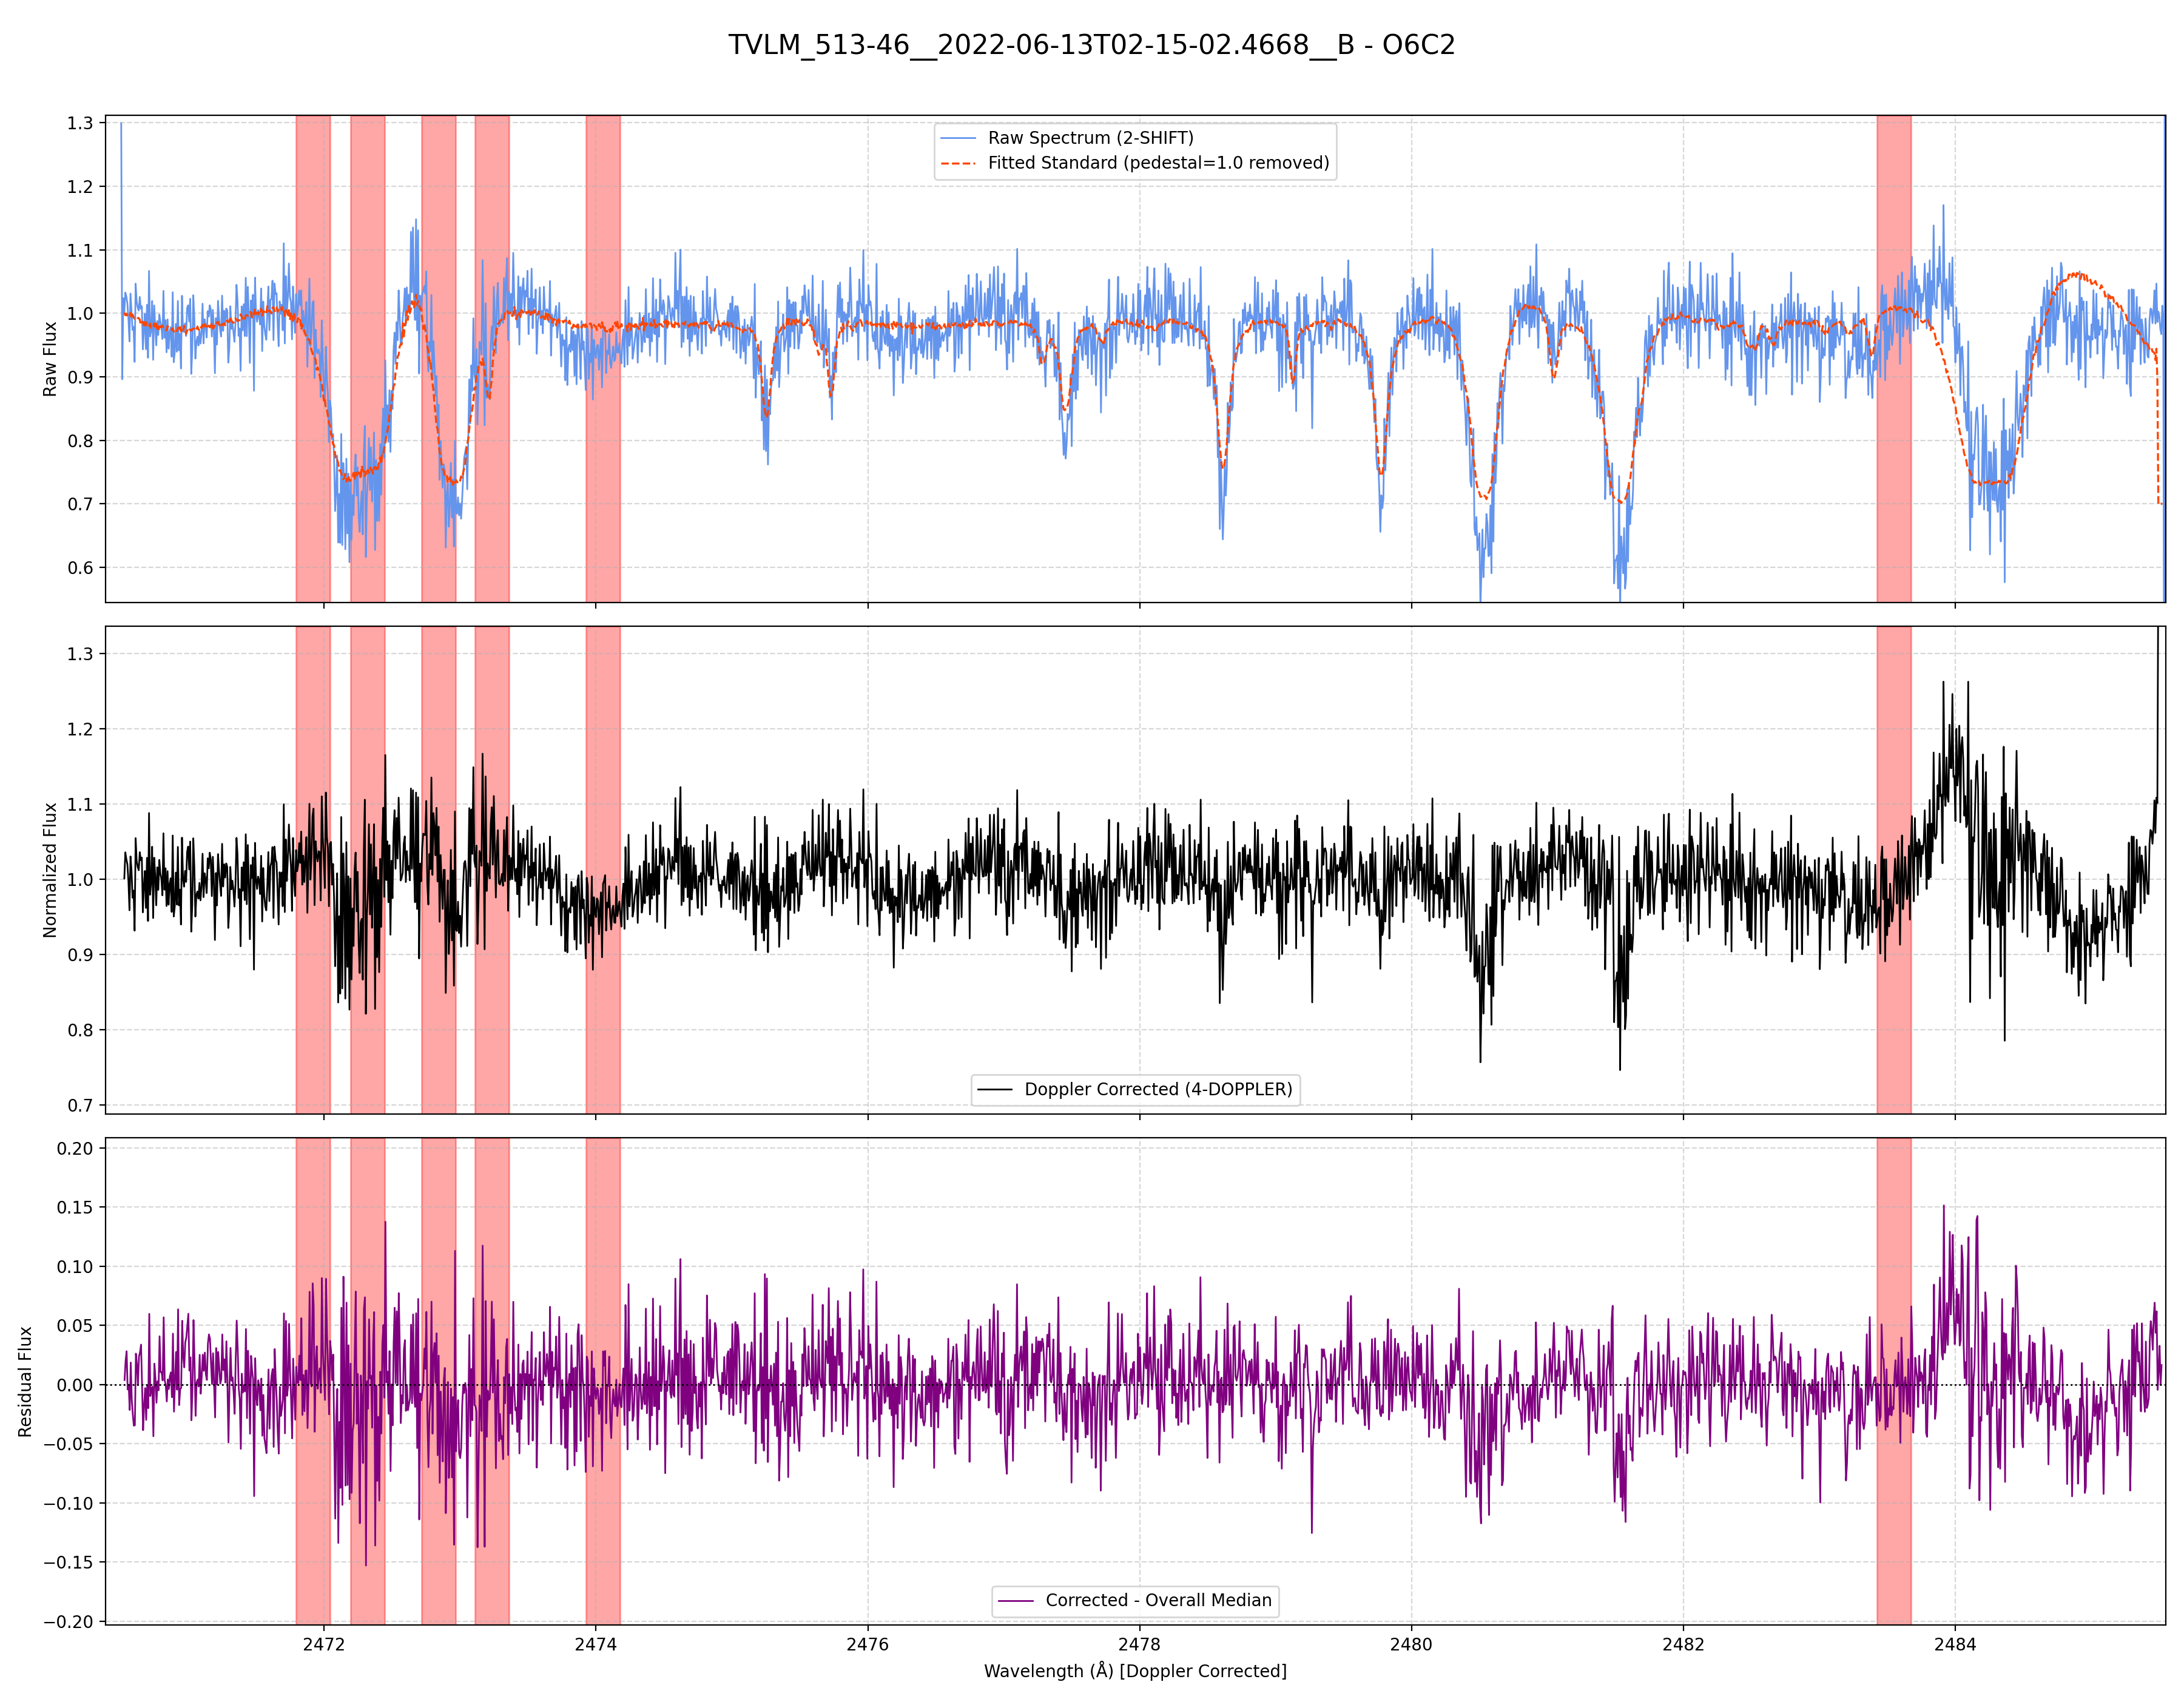 TVLM_513-46__2022-06-13T02-15-02.4668__B - O6C2
Raw Flux
1.3
1.2
1.1
1.0
0.9
0.8
0.7
0.6
Raw Spectrum (2-SHIFT)
Fitted Standard (pedestal=1.0 removed)
Normalized Flux
1.3
1.2
1.1
1.0
0.9
0.8
0.7
Doppler Corrected (4-DOPPLER)
Residual Flux
0.20
0.15
0.10
0.05
0.00
−0.05
−0.10
−0.15
−0.20
Corrected - Overall Median
2472 2474 2476 2478 2480 2482 2484
Wavelength (Å) [Doppler Corrected]